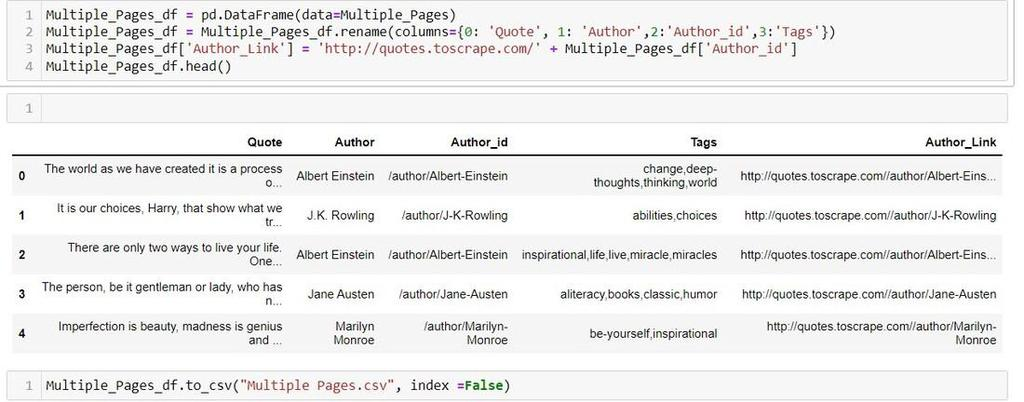 1 Multiple_Pages_df = pd.DataFrame(data=Multiple_Pages)
2 Multiple_Pages_df = Multiple_Pages_df.rename(columns={0: 'Quote', 1: 'Author',2:'Author_id',3:'Tags'})
3 Multiple_Pages_df['Author_Link'] = 'http://quotes.toscrape.com/' + Multiple_Pages_df['Author_id']
4 Multiple_Pages_df.head()
1
Quote Author Author_id Tags Author_Link
0 The world as we have created it is a process o... Albert Einstein /author/Albert-Einstein change,deep-thoughts,thinking,world http://quotes.toscrape.com//author/Albert-Eins...
1 It is our choices, Harry, that show what we tr... J.K. Rowling /author/J-K-Rowling abilities,choices http://quotes.toscrape.com//author/J-K-Rowling
2 There are only two ways to live your life. One... Albert Einstein /author/Albert-Einstein inspirational,life,live,miracle,miracles http://quotes.toscrape.com//author/Albert-Eins...
3 The person, be it gentleman or lady, who has n... Jane Austen /author/Jane-Austen aliteracy,books,classic,humor http://quotes.toscrape.com//author/Jane-Austen
4 Imperfection is beauty, madness is genius and ... Marilyn Monroe /author/Marilyn-Monroe be-yourself,inspirational http://quotes.toscrape.com//author/Marilyn-Monroe
1 Multiple_Pages_df.to_csv("Multiple Pages.csv", index =False)